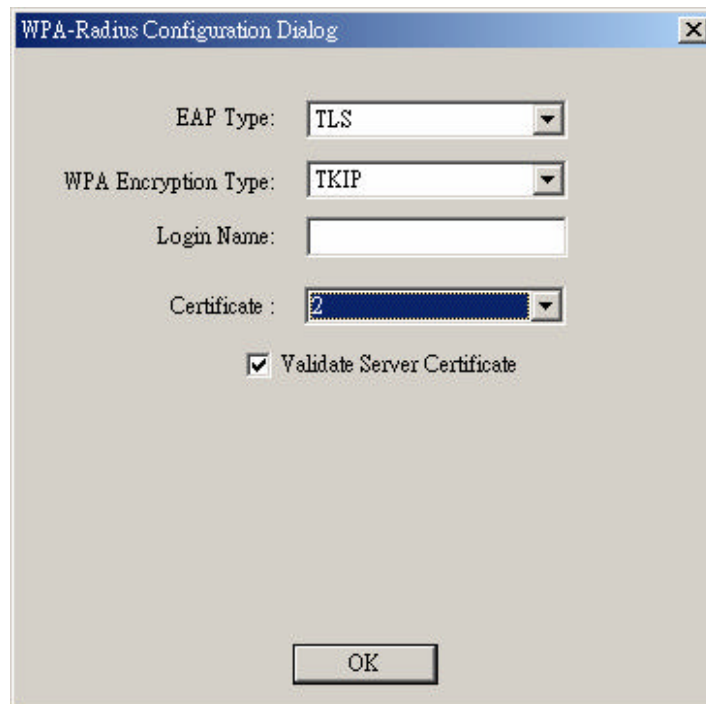 WPA-Radius Configuration Dialog
EAP Type: TLS
WPA Encryption Type: TKIP
Login Name:
Certificate : 2
Validate Server Certificate
OK